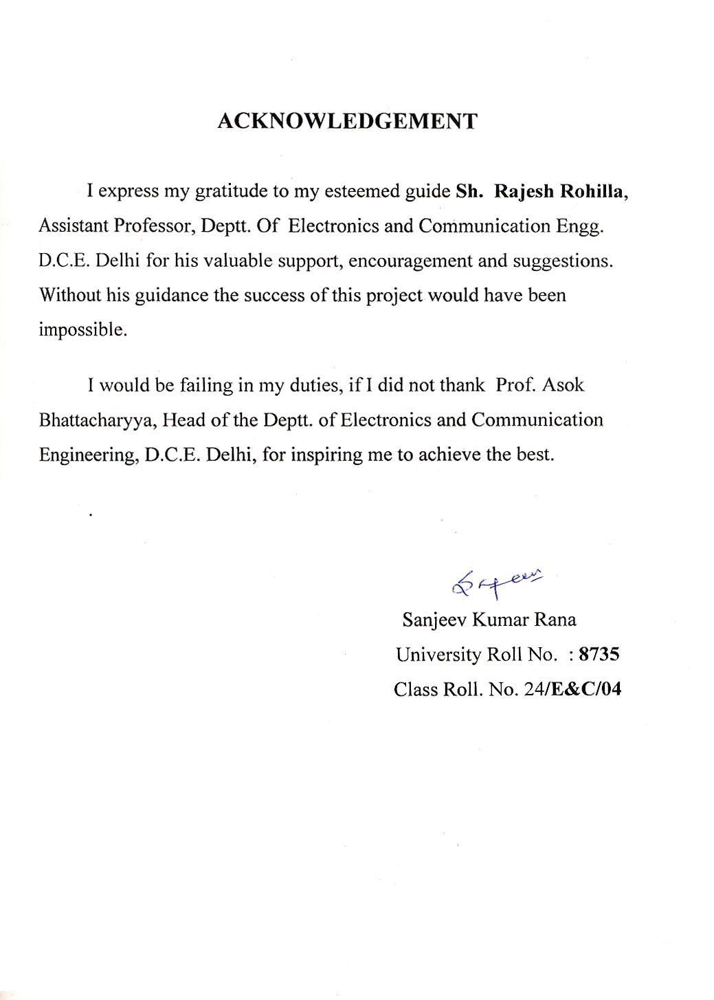 ACKNOWLEDGEMENT
I express my gratitude to my esteemed guide Sh. Rajesh Rohilla,
Assistant Professor, Deptt. Of Electronics and Communication Engg.
D.C.E. Delhi for his valuable support, encouragement and suggestions.
Without his guidance the success of this project would have been
impossible.
I would be failing in my duties, if I did not thank Prof. Asok
Bhattacharyya, Head of the Deptt. of Electronics and Communication
Engineering, D.C.E. Delhi, for inspiring me to achieve the best.
Sanjeev Kumar Rana
University Roll No. : 8735
Class Roll. No. 24/E&C/04